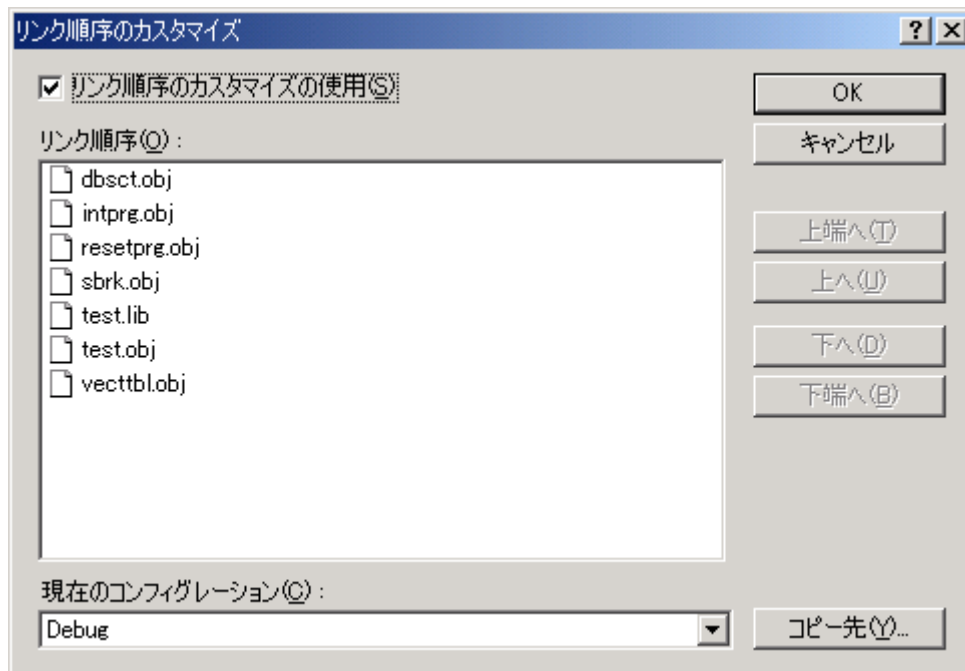 リンク順序のカスタマイズ
リンク順序のカスタマイズの使用(S)
OK
リンク順序(O) :
キャンセル
dbsct.obj
intprg.obj
resetprg.obj
sbrk.obj
test.lib
test.obj
vecttbl.obj
上端へ(T)
上へ(U)
下へ(D)
下端へ(B)
現在のコンフィグレーション(C) :
Debug
コピー先(Y)...